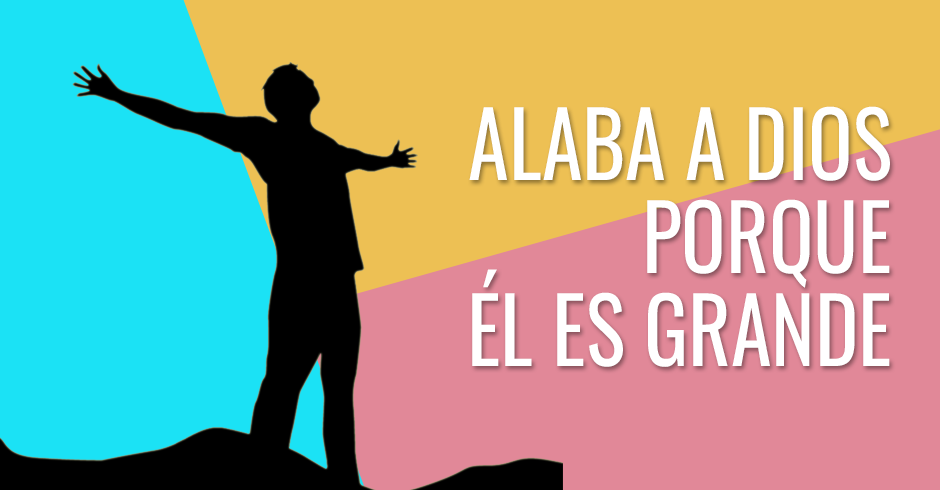 ALABA A DIOS
PORQUE
ÉL ES GRANDE